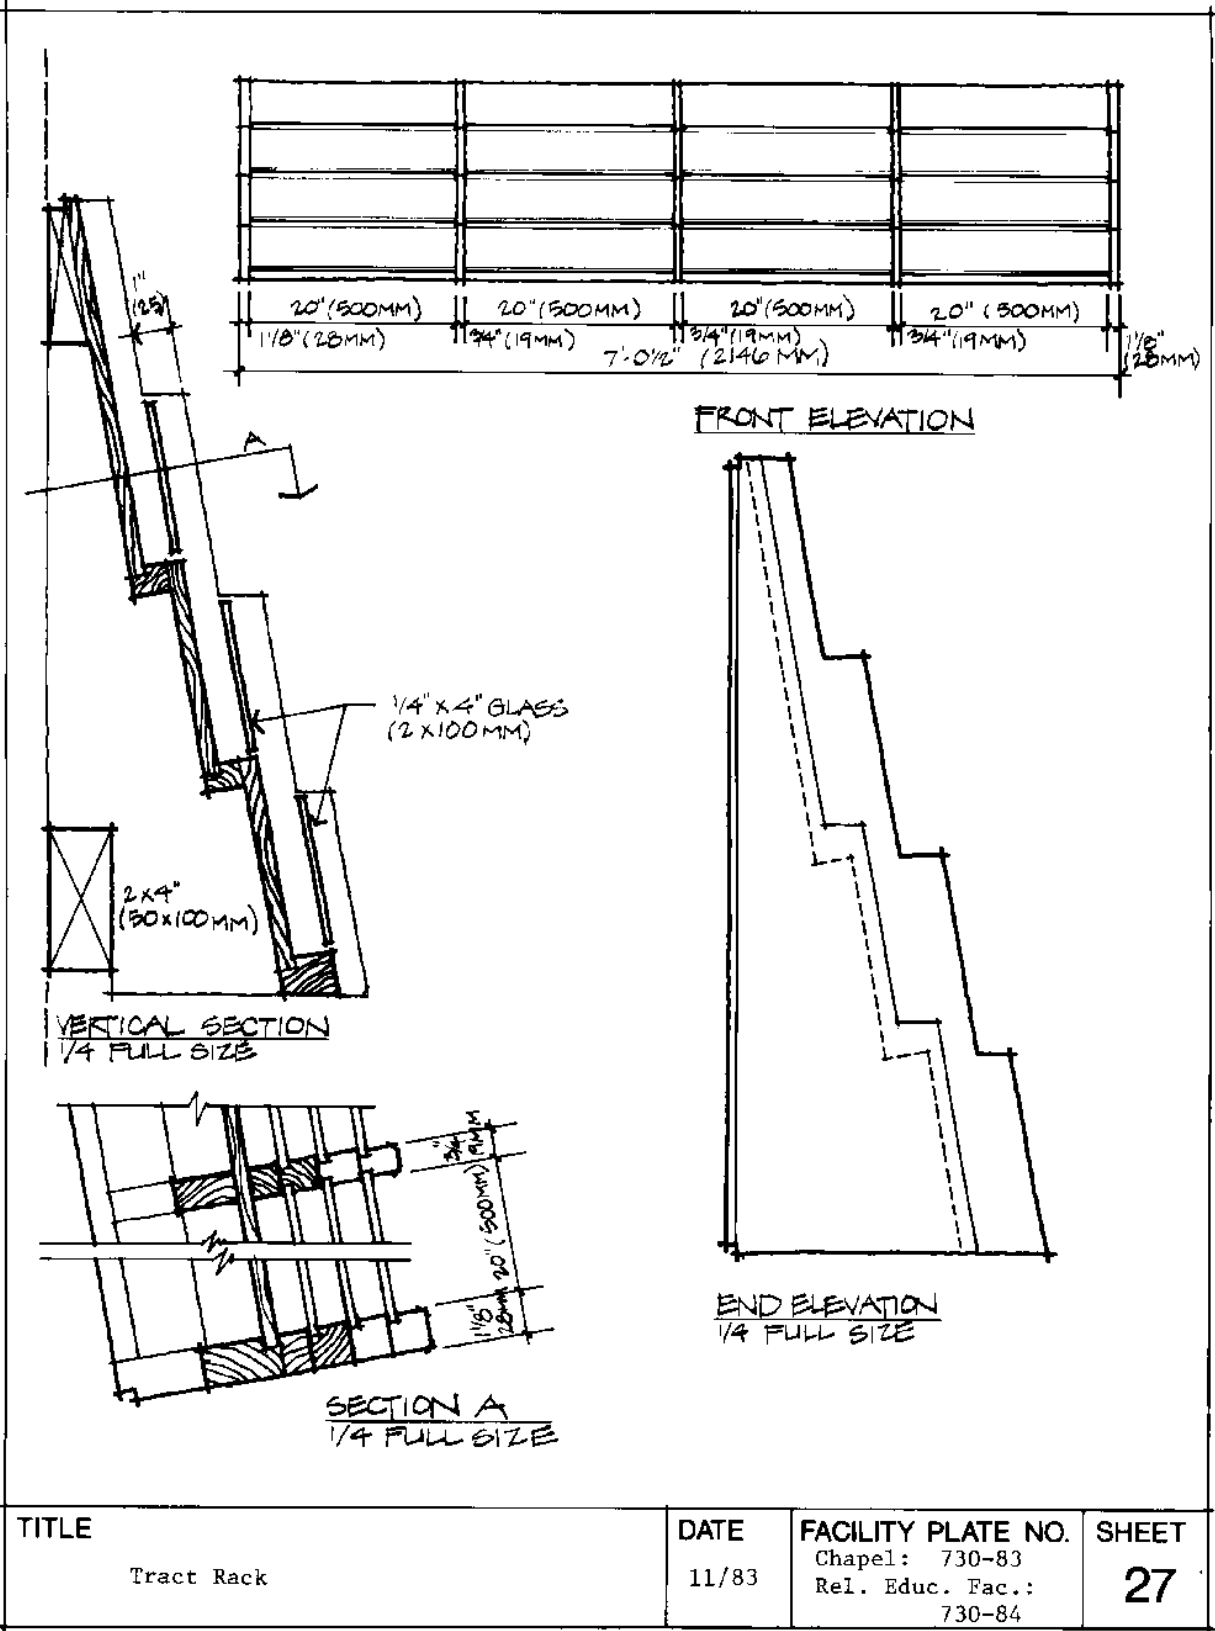 20"(500MM) 20"(500MM) 20"(500MM) 20" (500MM)
1 1/8" (28MM) 3/4" (19MM) 3/4" (19MM) 3/4" (19MM) 1 1/8" (28MM)
7'-0 1/2" (2146 MM)
FRONT ELEVATION
1"
(25)
A
1/4" X 4" GLASS
(2 X 100 MM)
2 X 4"
(50 X 100 MM)
VERTICAL SECTION
1/4 FULL SIZE
3/4"
19MM
20" (500MM)
1 1/8"
28MM
SECTION A
1/4 FULL SIZE
END ELEVATION
1/4 FULL SIZE
TITLE
Tract Rack
DATE
11/83
FACILITY PLATE NO.
Chapel: 730-83
Rel. Educ. Fac.:
730-84
SHEET
27